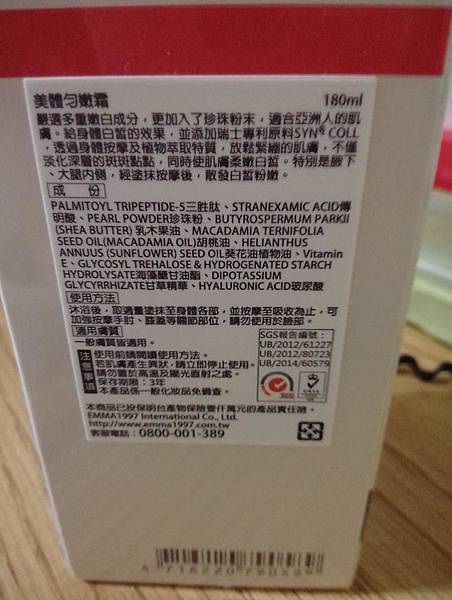 美體勻嫩霜 180ml
嚴選多重嫩白成分，更加入了珍珠粉末，適合亞洲人的肌
膚。給身體白皙的效果，並添加瑞士專利原料SYN® COLL
，透過身體按摩及植物萃取特質，放鬆緊繃的肌膚，不僅
淡化深層的斑斑點點，同時使肌膚柔嫩白皙。特別是腋下
、大腿內側，經塗抹按摩後，散發白皙粉嫩。
成份
PALMITOYL TRIPEPTIDE-5三胜肽、STRANEXAMIC ACID傳
明酸、PEARL POWDER珍珠粉、BUTYROSPERMUM PARKII
(SHEA BUTTER) 乳木果油、MACADAMIA TERNIFOLIA
SEED OIL(MACADAMIA OIL)胡桃油、HELIANTHUS
ANNUUS (SUNFLOWER) SEED OIL葵花油植物油、Vitamin
E、GLYCOSYL TREHALOSE & HYDROGENATED STARCH
HYDROLYSATE海藻醣甘油酯、DIPOTASSIUM
GLYCYRRHIZATE甘草精華、HYALURONIC ACID玻尿酸
使用方法
沐浴後，取適量塗抹至身體各部，並按摩至吸收為止，可
加強按摩手肘、膝蓋等關節部位，請勿使用於臉部。
適用膚質
一般膚質皆適用。
注意事項
使用前請閱讀使用方法。
若肌膚產生異狀，請立即停止使用。
請勿置於高溫及陽光直射之處。
保存期限：3年
本產品係一般化妝品免備查。
SGS報告編號：
UB/2012/61227
UB/2012/80723
UB/2014/60579
本商品已投保明台產物保險壹仟萬元的產品責任險。
EMMA1997 International Co., Ltd.
http://www.emma1997.com.tw
客服電話：0800-001-389
4 716220 790559